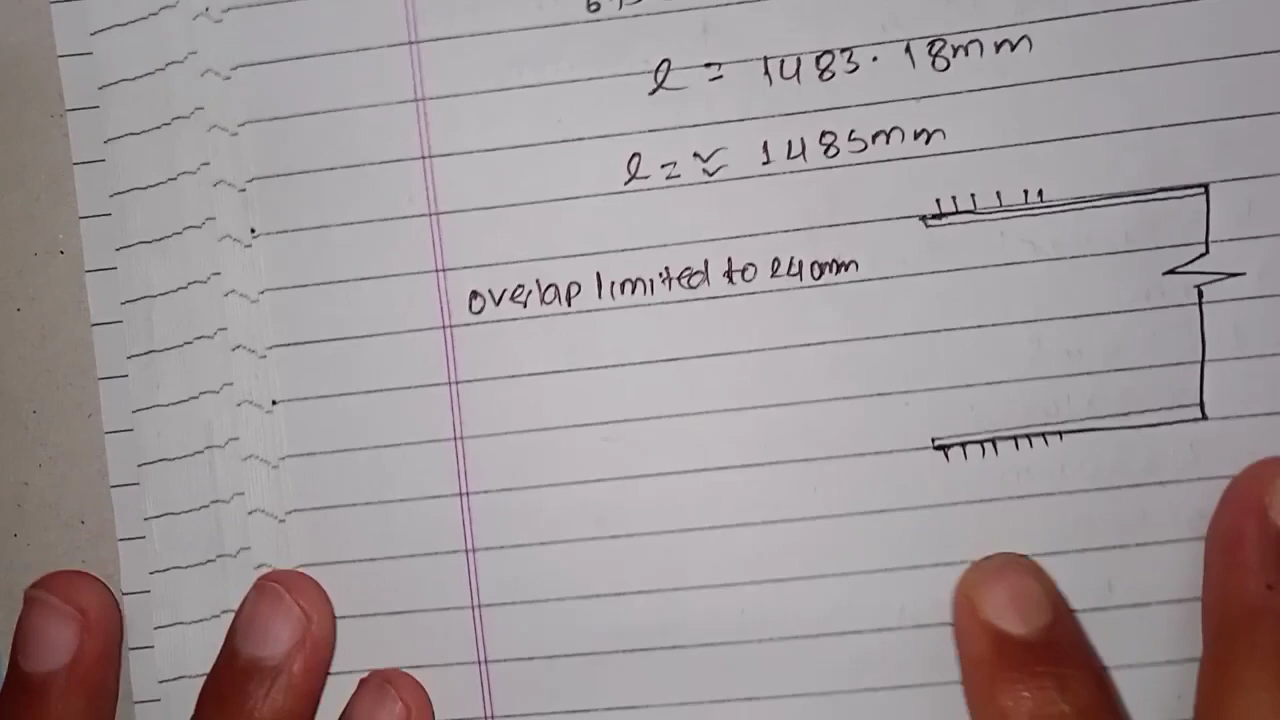 l = 1483.18mm
l = ≈ 1485mm
overlap limited to 240mm